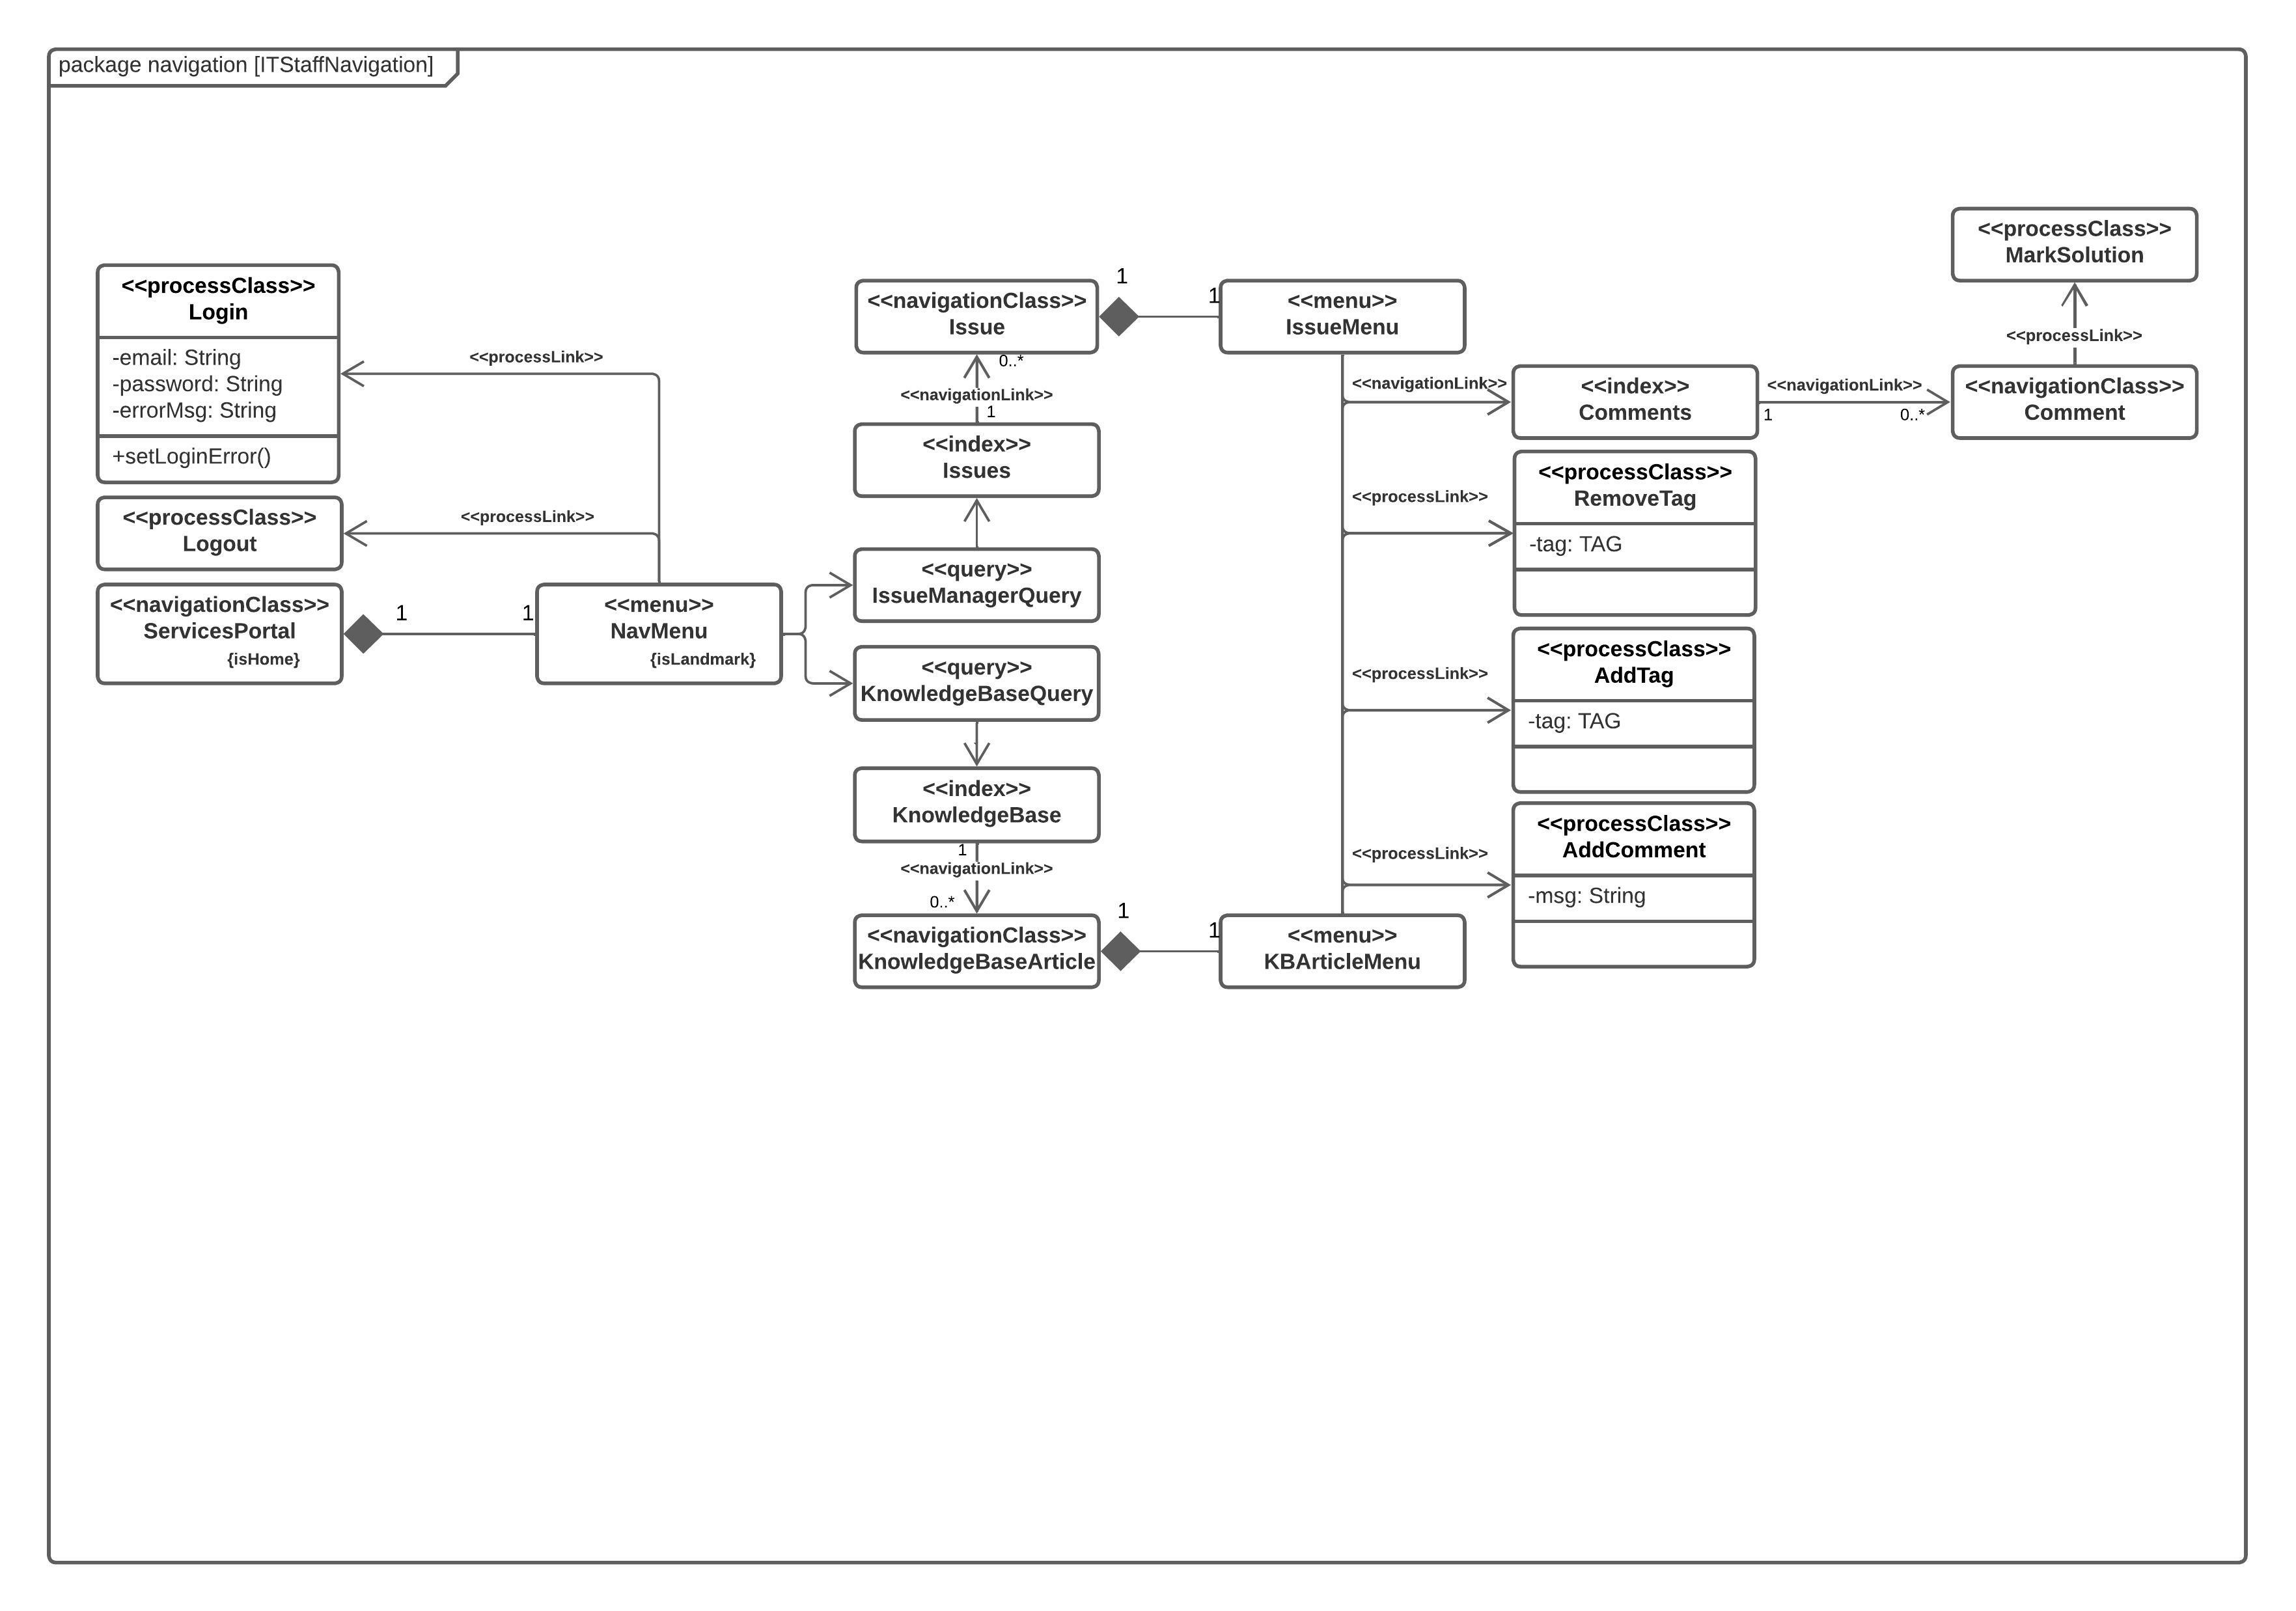 package navigation [ITStaffNavigation]
<<processClass>>
Login
-email: String
-password: String
-errorMsg: String
+setLoginError()
<<processLink>>
<<processClass>>
Logout
<<processLink>>
<<navigationClass>>
ServicesPortal
{isHome}
1
1
<<menu>>
NavMenu
{isLandmark}
<<navigationClass>>
Issue
1
1
0..*
<<navigationLink>>
1
<<index>>
Issues
<<query>>
IssueManagerQuery
<<query>>
KnowledgeBaseQuery
<<index>>
KnowledgeBase
1
<<navigationLink>>
0..*
<<navigationClass>>
KnowledgeBaseArticle
1
1
<<menu>>
IssueMenu
<<navigationLink>>
<<processLink>>
<<processLink>>
<<processLink>>
<<menu>>
KBArticleMenu
<<index>>
Comments
<<navigationLink>>
1
0..*
<<processClass>>
RemoveTag
-tag: TAG
<<processClass>>
AddTag
-tag: TAG
<<processClass>>
AddComment
-msg: String
<<processClass>>
MarkSolution
<<processLink>>
<<navigationClass>>
Comment